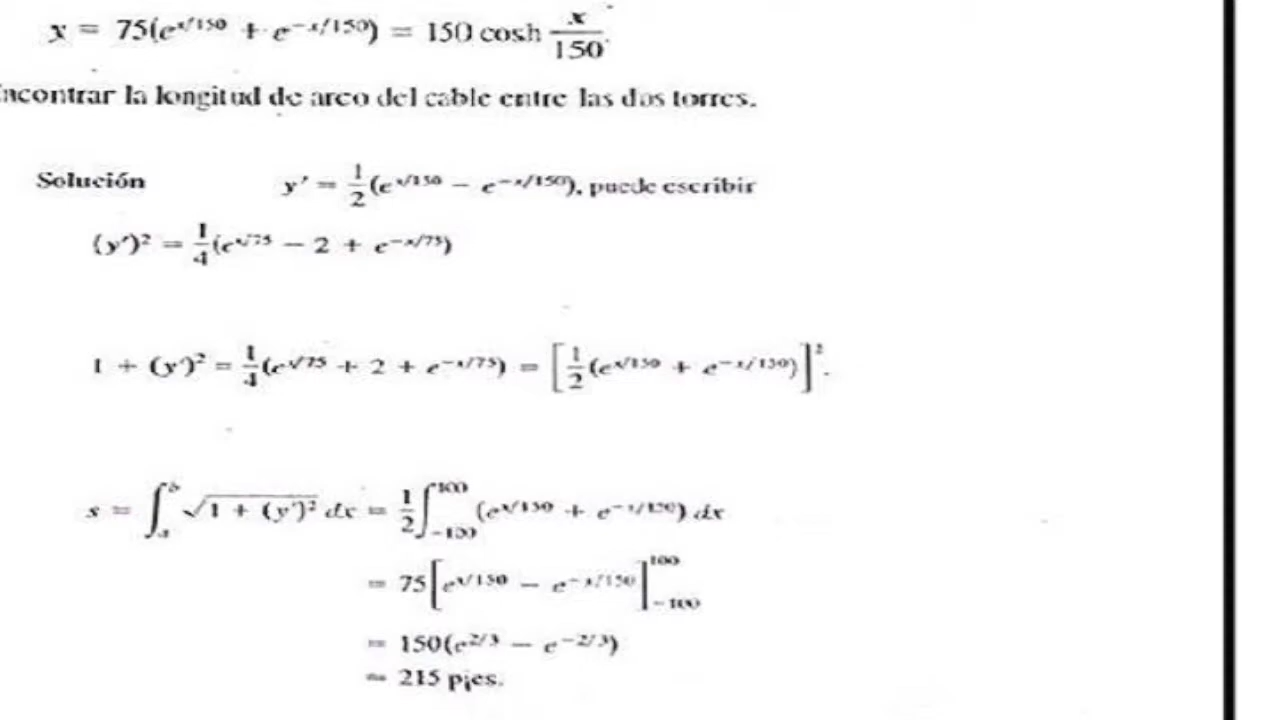 y = 75(e^{x/150} + e^{-x/150}) = 150 cosh x/150.
Encontrar la longitud de arco del cable entre las dos torres.
Solución y' = 1/2(e^{x/150} - e^{-x/150}), puede escribir
(y')² = 1/4(e^{x/75} - 2 + e^{-x/75})
1 + (y')² = 1/4(e^{x/75} + 2 + e^{-x/75}) = [1/2(e^{x/150} + e^{-x/150})]².
s = ∫_a^b √(1 + (y')²) dx = 1/2 ∫_{-100}^{100} (e^{x/150} + e^{-x/150}) dx
= 75[e^{x/150} - e^{-x/150}]_{-100}^{100}
= 150(e^{2/3} - e^{-2/3})
≈ 215 pies.